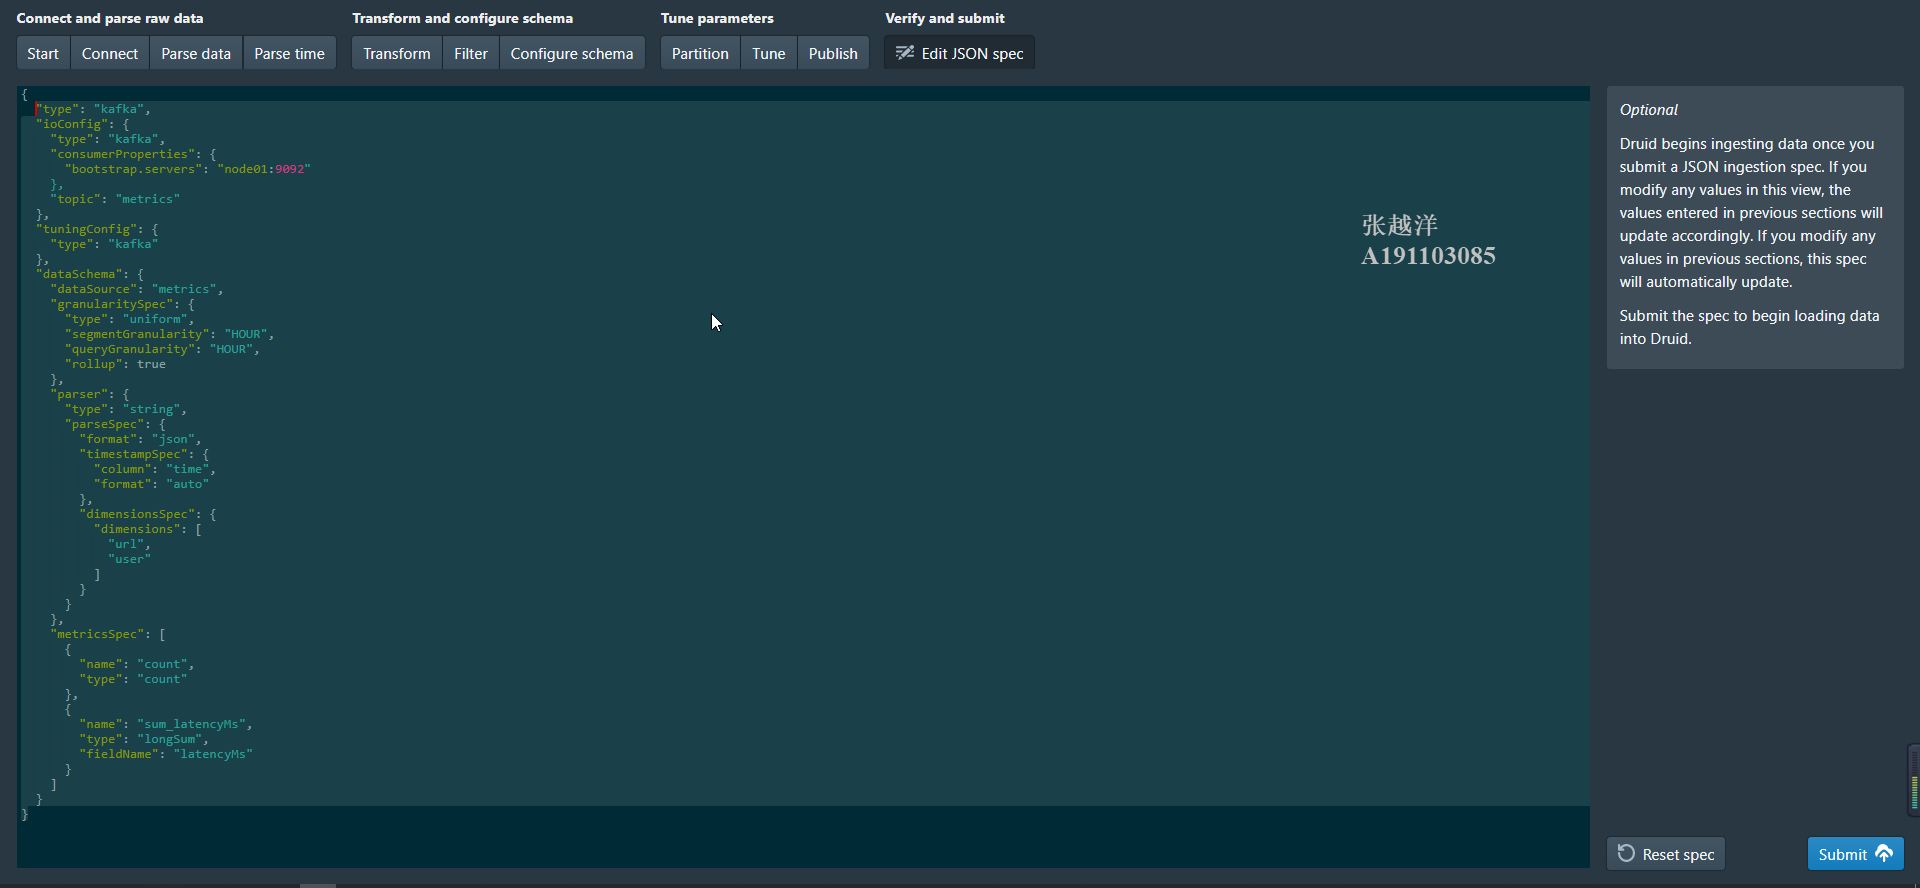 Connect and parse raw data
Transform and configure schema
Tune parameters
Verify and submit
Start
Connect
Parse data
Parse time
Transform
Filter
Configure schema
Partition
Tune
Publish
Edit JSON spec
{
"type": "kafka",
"ioConfig": {
"type": "kafka",
"consumerProperties": {
"bootstrap.servers": "node01:9092"
},
"topic": "metrics"
},
"tuningConfig": {
"type": "kafka"
},
"dataSchema": {
"dataSource": "metrics",
"granularitySpec": {
"type": "uniform",
"segmentGranularity": "HOUR",
"queryGranularity": "HOUR",
"rollup": true
},
"parser": {
"type": "string",
"parseSpec": {
"format": "json",
"timestampSpec": {
"column": "time",
"format": "auto"
},
"dimensionsSpec": {
"dimensions": [
"url",
"user"
]
}
}
},
"metricsSpec": [
{
"name": "count",
"type": "count"
},
{
"name": "sum_latencyMs",
"type": "longSum",
"fieldName": "latencyMs"
}
]
}
}
张越洋
A191103085
Optional
Druid begins ingesting data once you
submit a JSON ingestion spec. If you
modify any values in this view, the
values entered in previous sections will
update accordingly. If you modify any
values in previous sections, this spec
will automatically update.
Submit the spec to begin loading data
into Druid.
Reset spec
Submit